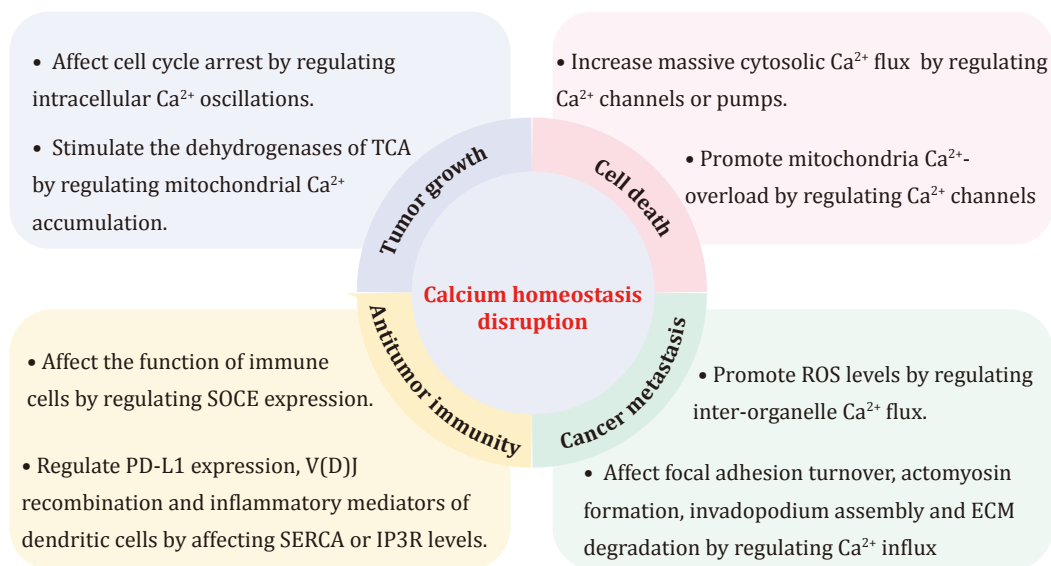 • Affect cell cycle arrest by regulating
intracellular Ca²⁺ oscillations.
• Stimulate the dehydrogenases of TCA
by regulating mitochondrial Ca²⁺
accumulation.
• Increase massive cytosolic Ca²⁺ flux by regulating
Ca²⁺ channels or pumps.
• Promote mitochondria Ca²⁺-
overload by regulating Ca²⁺ channels
Tumor growth
Cell death
Calcium homeostasis
disruption
Antitumor immunity
Cancer metastasis
• Affect the function of immune
cells by regulating SOCE expression.
• Regulate PD-L1 expression, V(D)J
recombination and inflammatory mediators of
dendritic cells by affecting SERCA or IP3R levels.
• Promote ROS levels by regulating
inter-organelle Ca²⁺ flux.
• Affect focal adhesion turnover, actomyosin
formation, invadopodium assembly and ECM
degradation by regulating Ca²⁺ influx